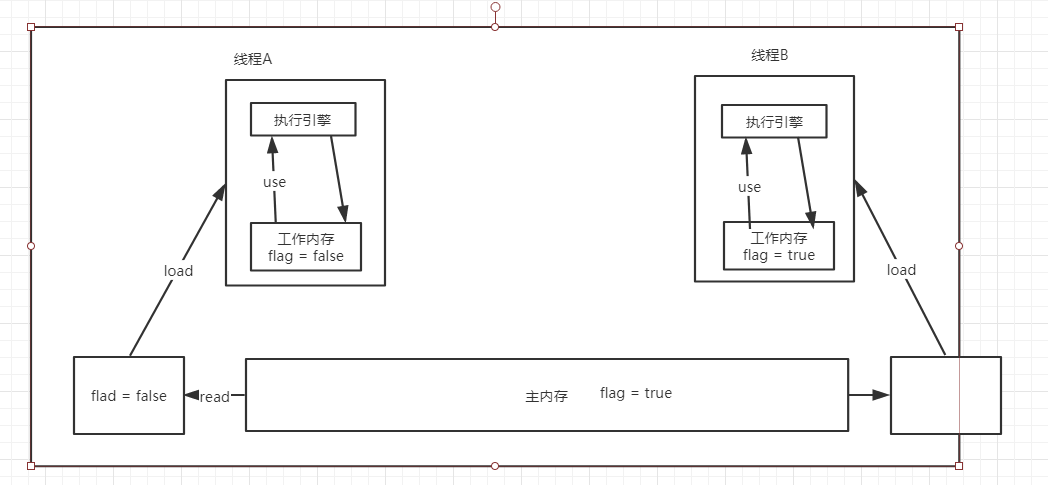 线程A
线程B
执行引擎
执行引擎
use
use
工作内存
flag = false
工作内存
flag = true
load
load
flad = false
read
主内存
flag = true